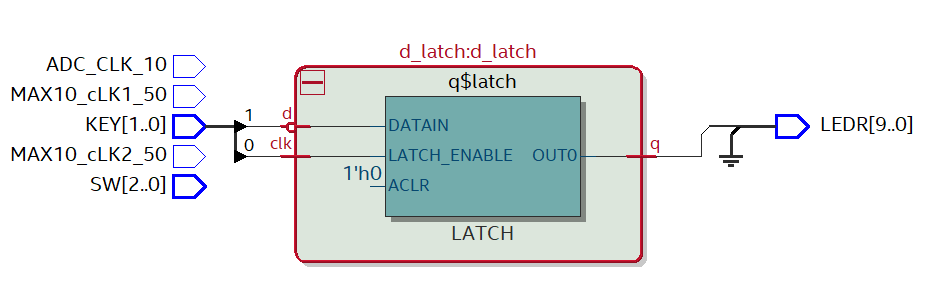 d_latch:d_latch
ADC_CLK_10
q$latch
MAX10_cLK1_50
1
d
KEY[1..0]
DATAIN
LEDR[9..0]
0
clk
q
MAX10_cLK2_50
LATCH_ENABLE
OUT0
1'h0
SW[2..0]
ACLR
LATCH